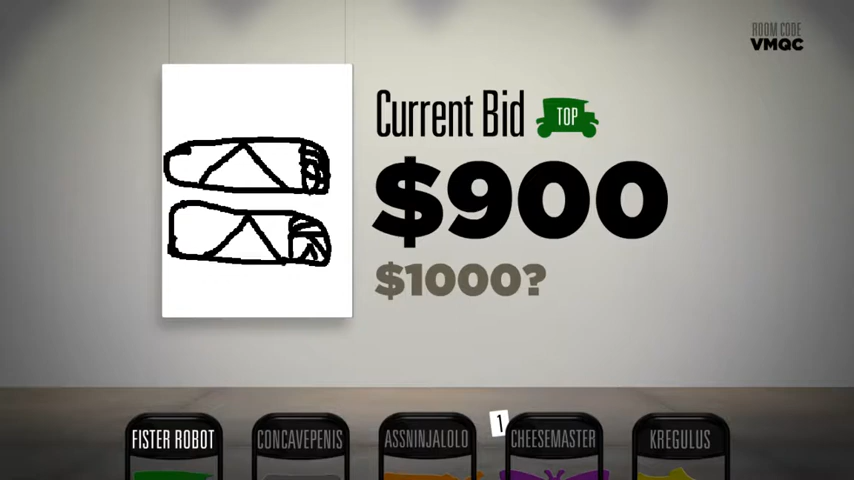 ROOM CODE
VMQC
Current Bid
TOP
$900
$1000?
1
FISTER ROBOT
CONCAVEPENIS
ASSNINJALOLO
CHEESEMASTER
KREGULUS